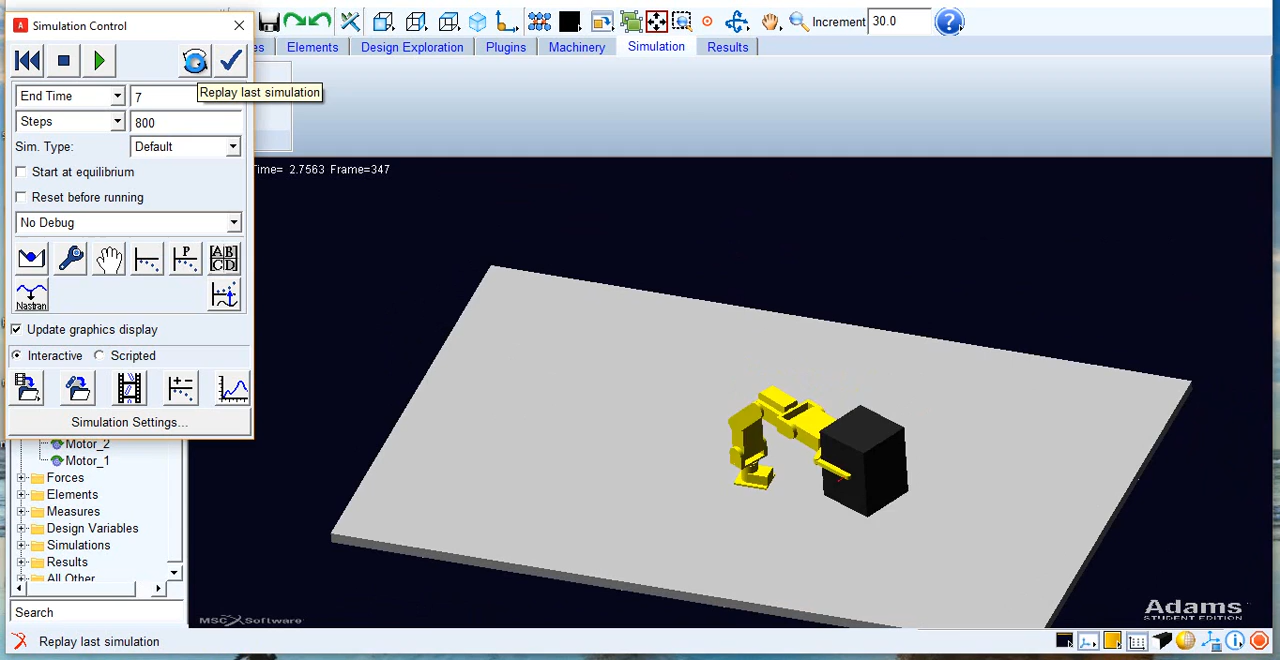 Simulation Control
Increment 30.0
es Elements Design Exploration Plugins Machinery Simulation Results
Replay last simulation
End Time 7
Steps 800
Sim. Type: Default
Start at equilibrium
Reset before running
No Debug
P
A B
C D
Nastran
Update graphics display
Interactive Scripted
Simulation Settings...
Time= 2.7563 Frame=347
Motor_2
Motor_1
Forces
Elements
Measures
Design Variables
Simulations
Results
All Other
Search
MSC Software
Adams
STUDENT EDITION
Replay last simulation